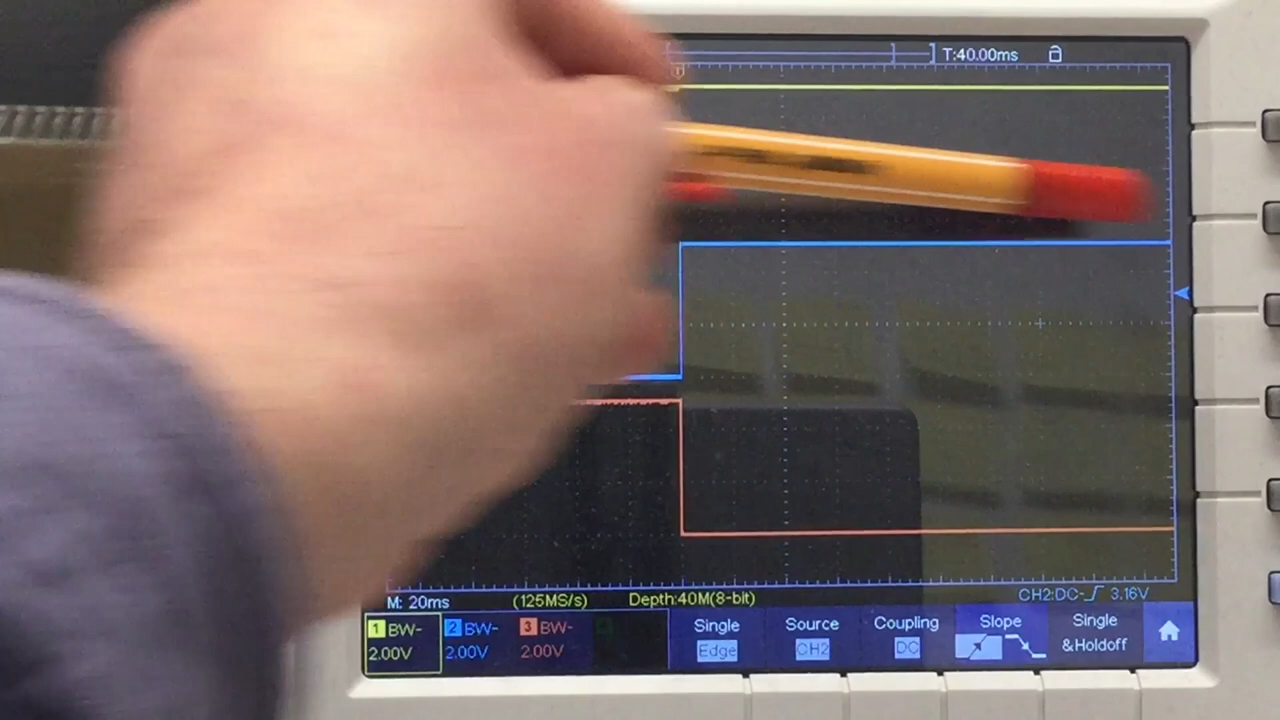 T:40.00ms
T
M: 20ms (125MS/s) Depth:40M(8-bit) CH2:DC- 3.16V
1 BW- 2 BW- 3 BW-
2.00V 2.00V 2.00V
Single Source Coupling Slope Single
Edge CH2 DC &Holdoff